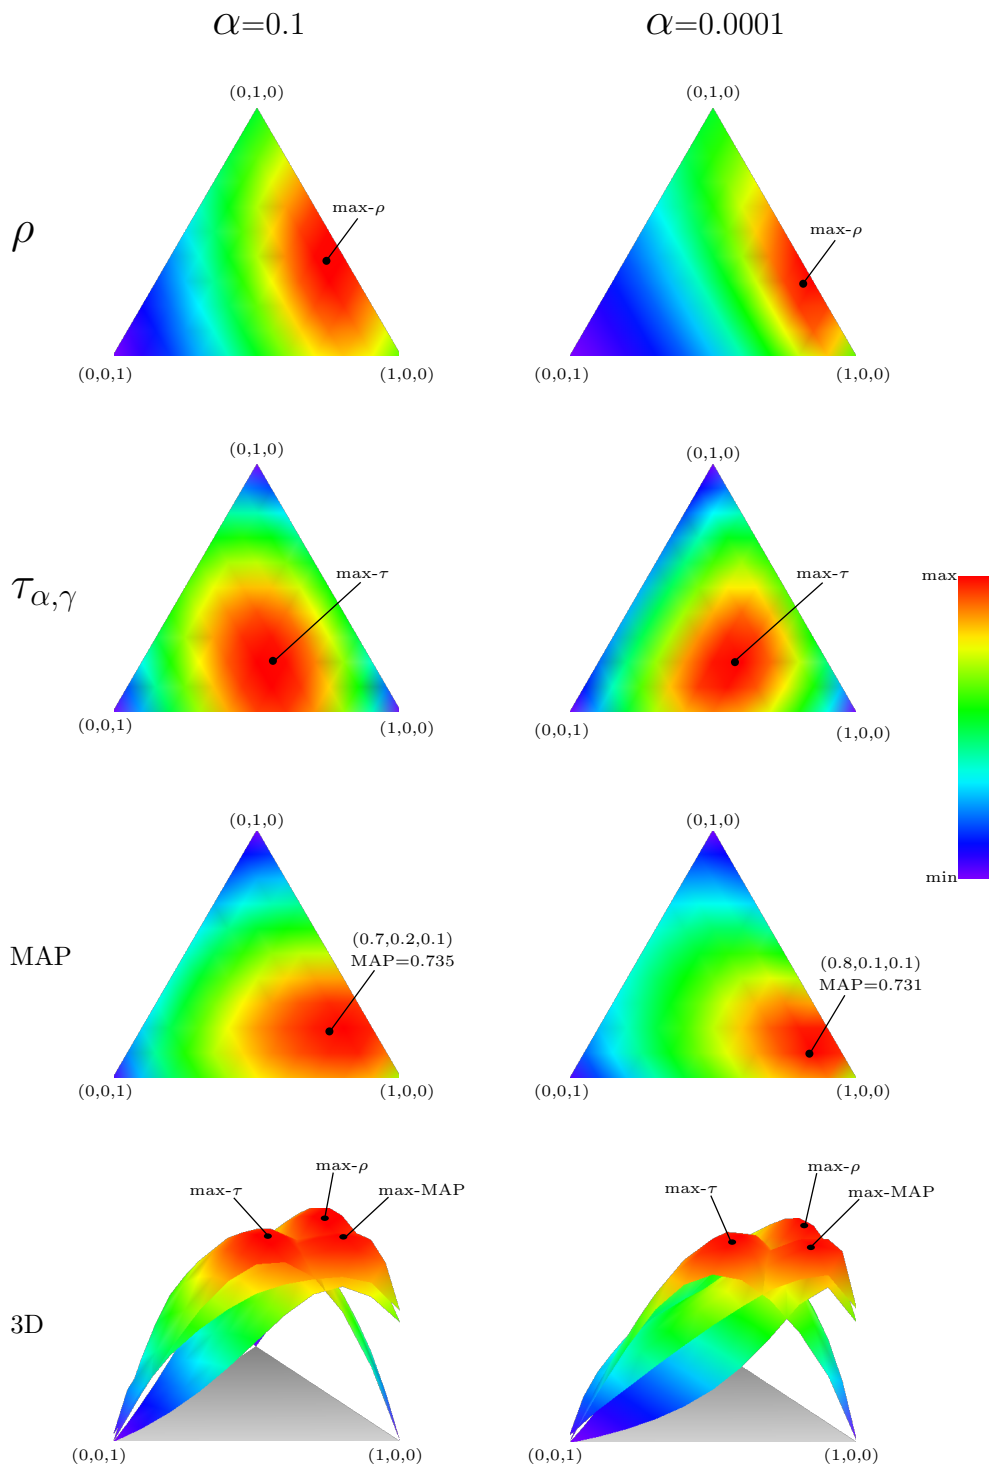 α=0.1
α=0.0001
(0,1,0)
(0,1,0)
ρ
max-ρ
max-ρ
(0,0,1)
(1,0,0)
(0,0,1)
(1,0,0)
(0,1,0)
(0,1,0)
τα,γ
max-τ
max-τ
max
(0,0,1)
(1,0,0)
(0,0,1)
(1,0,0)
(0,1,0)
(0,1,0)
min
MAP
(0.7,0.2,0.1)
MAP=0.735
(0.8,0.1,0.1)
MAP=0.731
(0,0,1)
(1,0,0)
(0,0,1)
(1,0,0)
3D
max-τ
max-ρ
max-MAP
max-τ
max-ρ
max-MAP
(0,0,1)
(1,0,0)
(0,0,1)
(1,0,0)